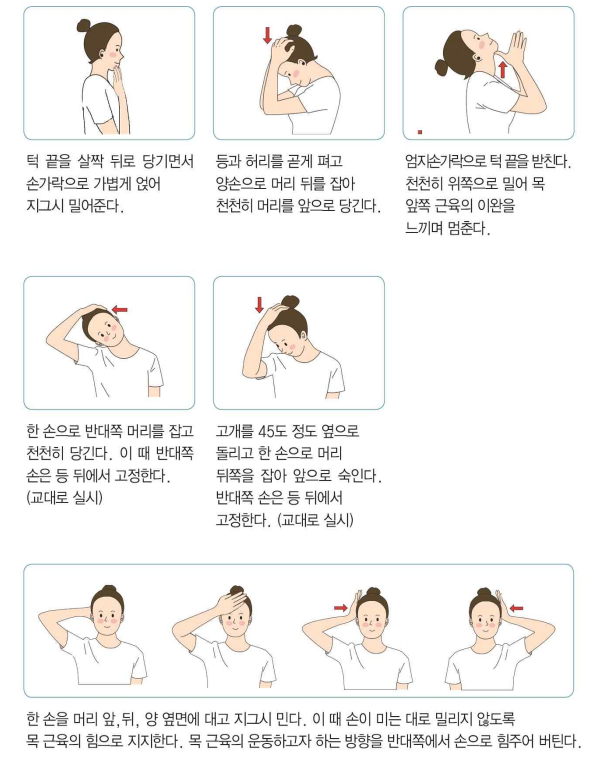 턱 끝을 살짝 뒤로 당기면서
손가락으로 가볍게 얹어
지그시 밀어준다.
등과 허리를 곧게 펴고
양손으로 머리 뒤를 잡아
천천히 머리를 앞으로 당긴다.
엄지손가락으로 턱 끝을 받친다.
천천히 위쪽으로 밀어 목
앞쪽 근육의 이완을
느끼며 멈춘다.
한 손으로 반대쪽 머리를 잡고
천천히 당긴다. 이 때 반대쪽
손은 등 뒤에서 고정한다.
(교대로 실시)
고개를 45도 정도 옆으로
돌리고 한 손으로 머리
뒤쪽을 잡아 앞으로 숙인다.
반대쪽 손은 등 뒤에서
고정한다. (교대로 실시)
한 손을 머리 앞,뒤, 양 옆면에 대고 지그시 민다. 이 때 손이 미는 대로 밀리지 않도록
목 근육의 힘으로 지지한다. 목 근육의 운동하고자 하는 방향을 반대쪽에서 손으로 힘주어 버틴다.